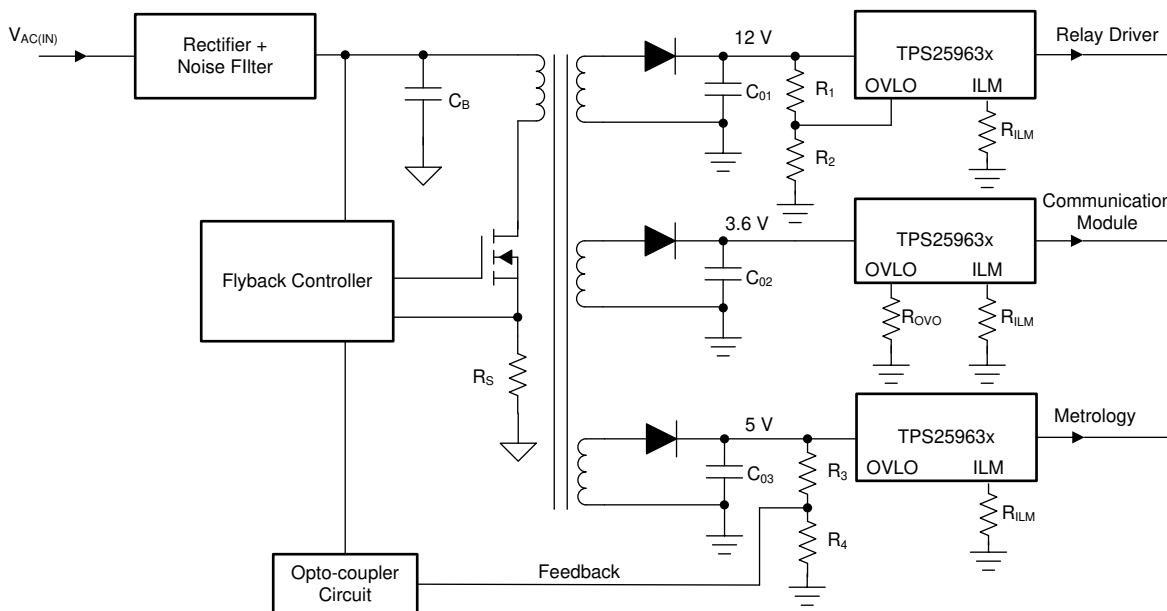 V_AC(IN)
Rectifier +
Noise FIlter
C_B
12 V
C_01
R_1
R_2
TPS25963x
OVLO ILM
R_ILM
Relay Driver
Flyback Controller
R_S
3.6 V
C_02
TPS25963x
OVLO ILM
R_OVO
R_ILM
Communication
Module
5 V
C_03
R_3
R_4
TPS25963x
OVLO ILM
R_ILM
Metrology
Opto-coupler
Circuit
Feedback